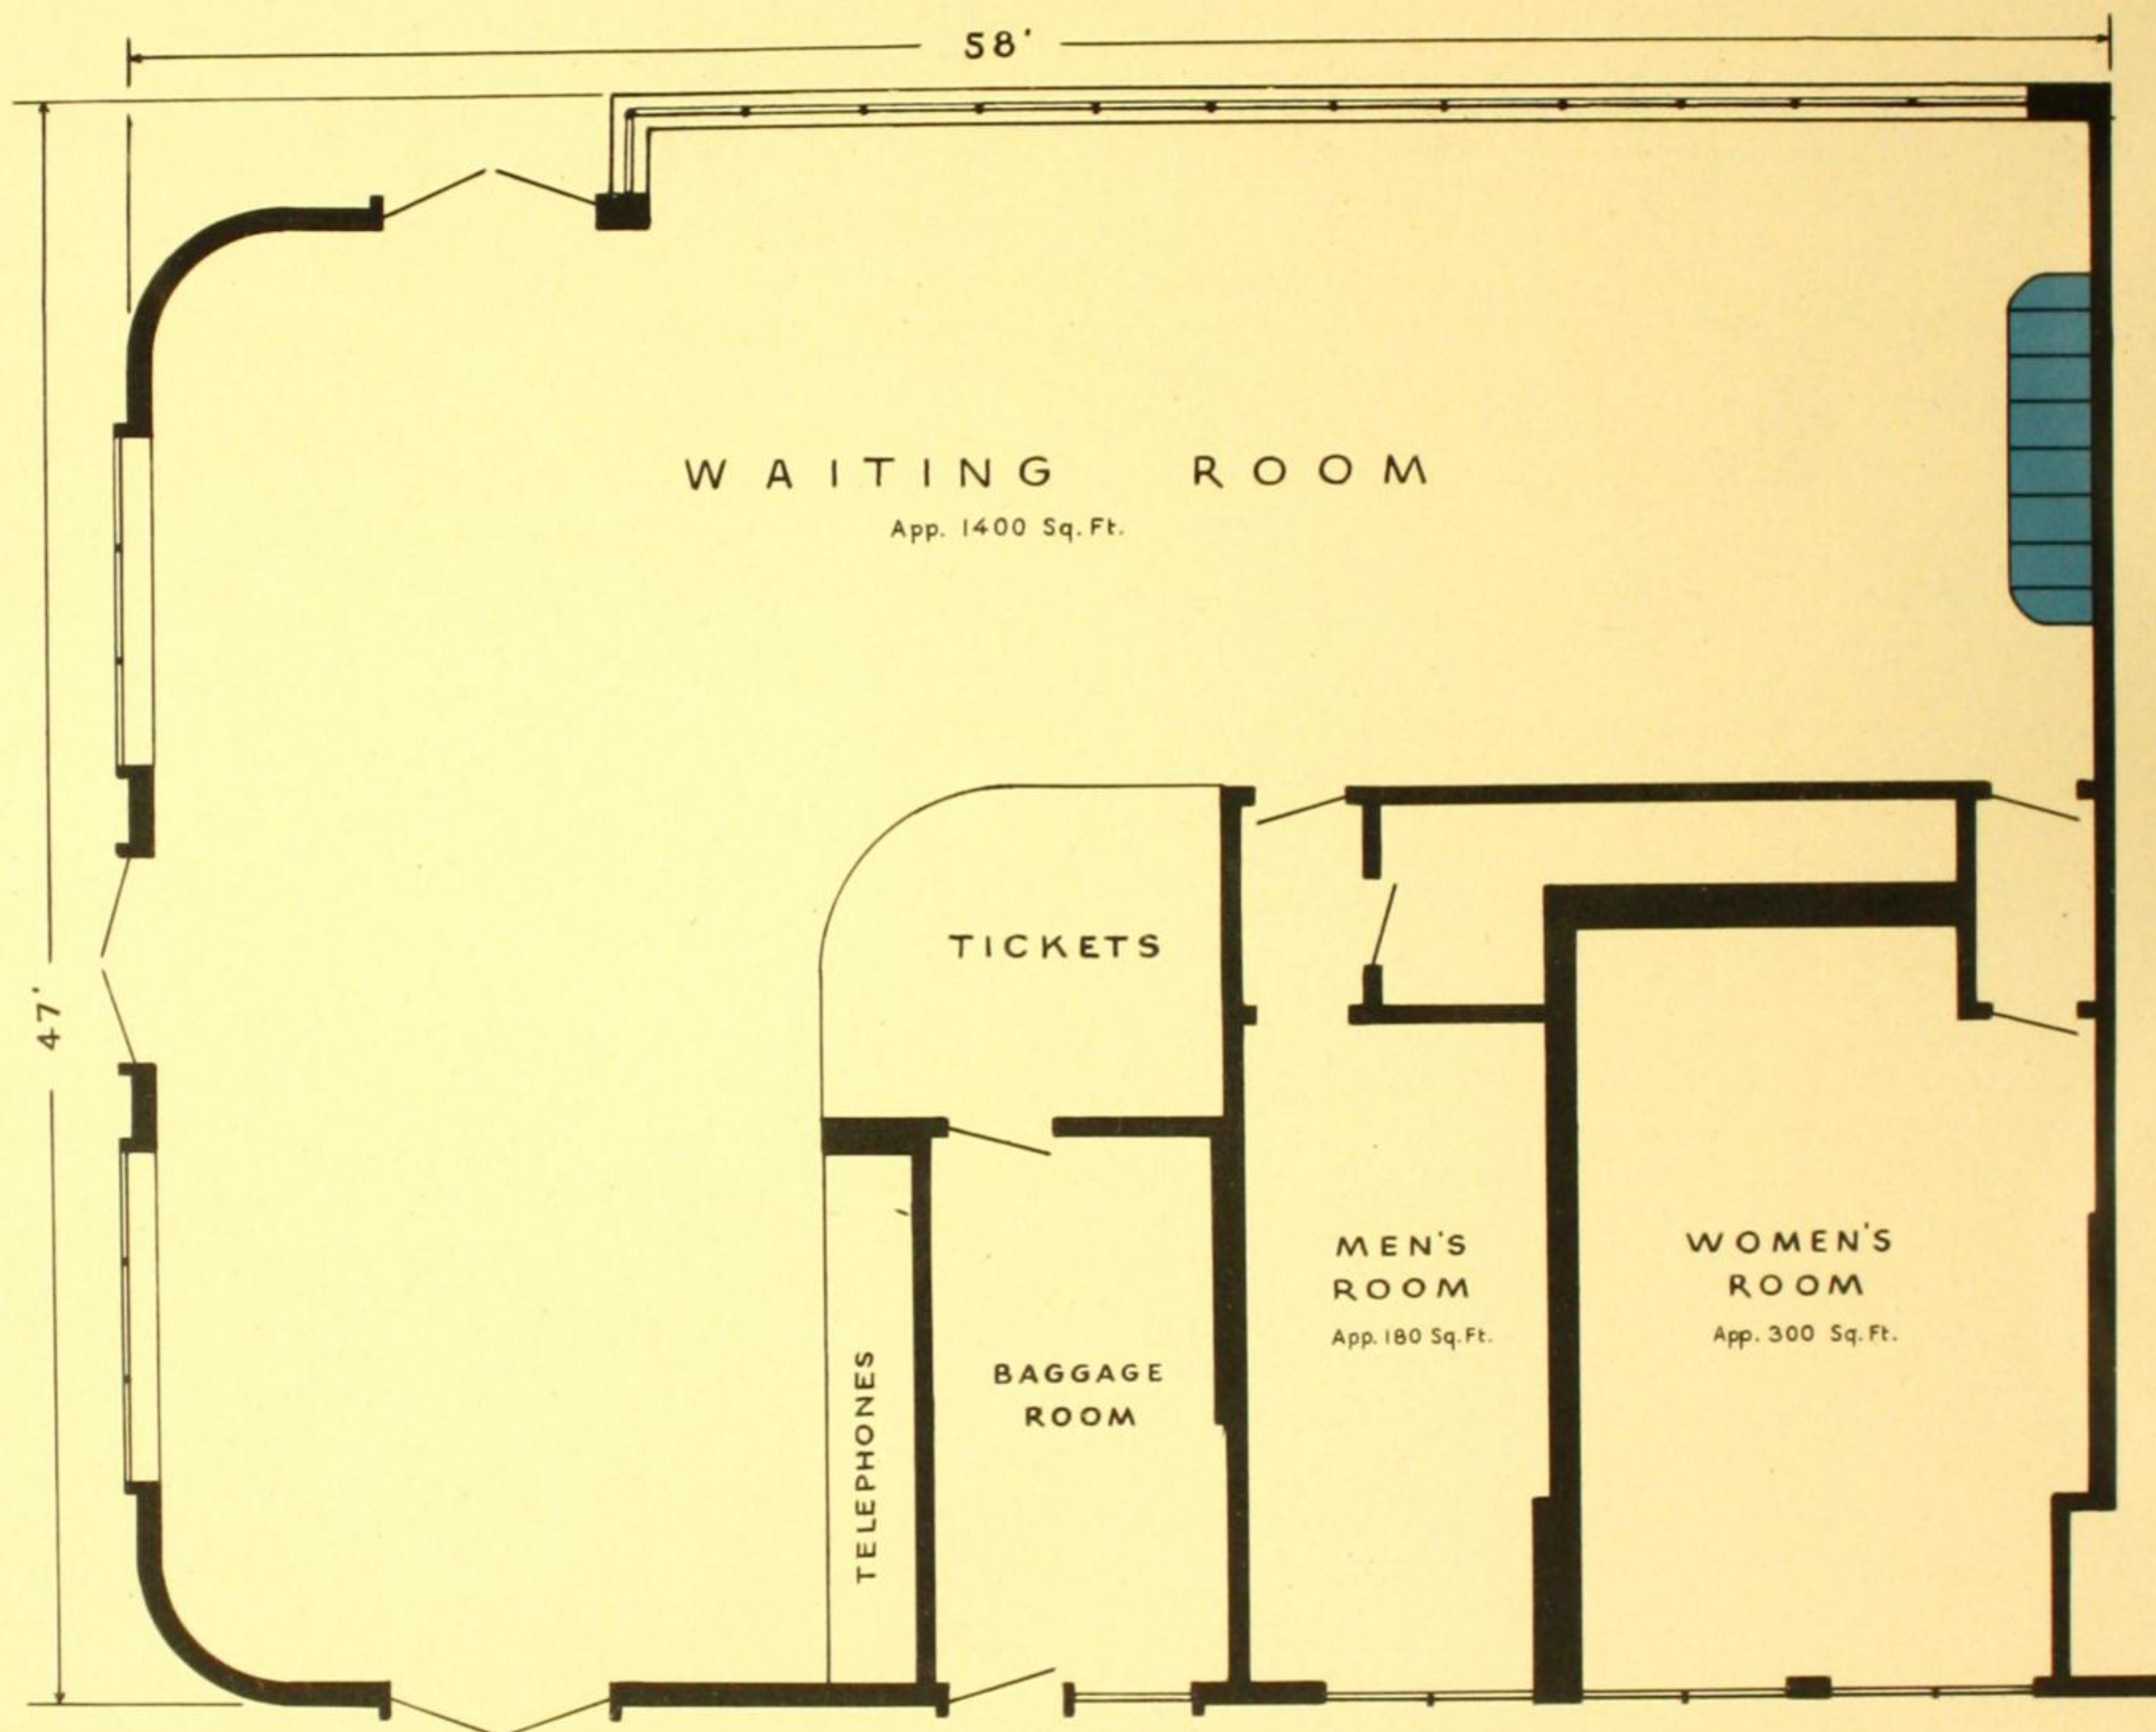 58'
WAITING ROOM
App. 1400 Sq. Ft.
TICKETS
47'
MEN'S
ROOM
App. 180 Sq. Ft.
WOMEN'S
ROOM
App. 300 Sq. Ft.
BAGGAGE
ROOM
TELEPHONES